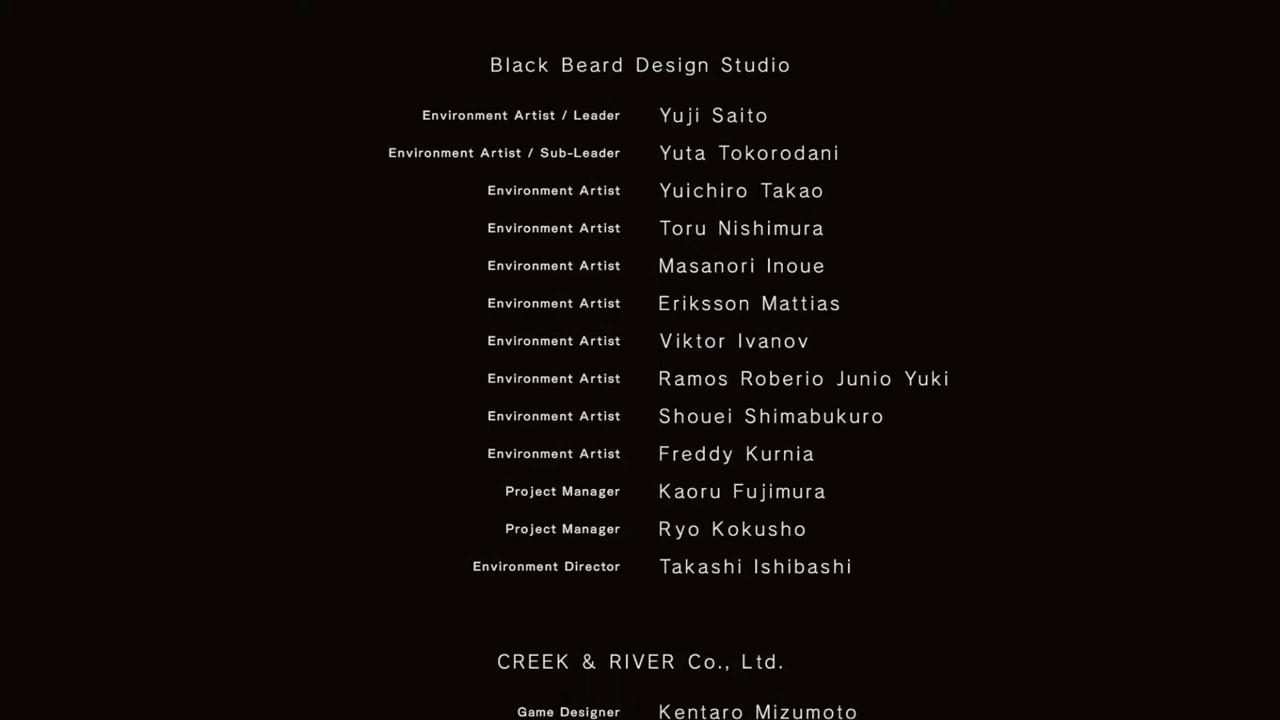 Black Beard Design Studio
Environment Artist / Leader Yuji Saito
Environment Artist / Sub-Leader Yuta Tokorodani
Environment Artist Yuichiro Takao
Environment Artist Toru Nishimura
Environment Artist Masanori Inoue
Environment Artist Eriksson Mattias
Environment Artist Viktor Ivanov
Environment Artist Ramos Roberio Junio Yuki
Environment Artist Shouei Shimabukuro
Environment Artist Freddy Kurnia
Project Manager Kaoru Fujimura
Project Manager Ryo Kokusho
Environment Director Takashi Ishibashi
CREEK & RIVER Co., Ltd.
Game Designer Kentaro Mizumoto